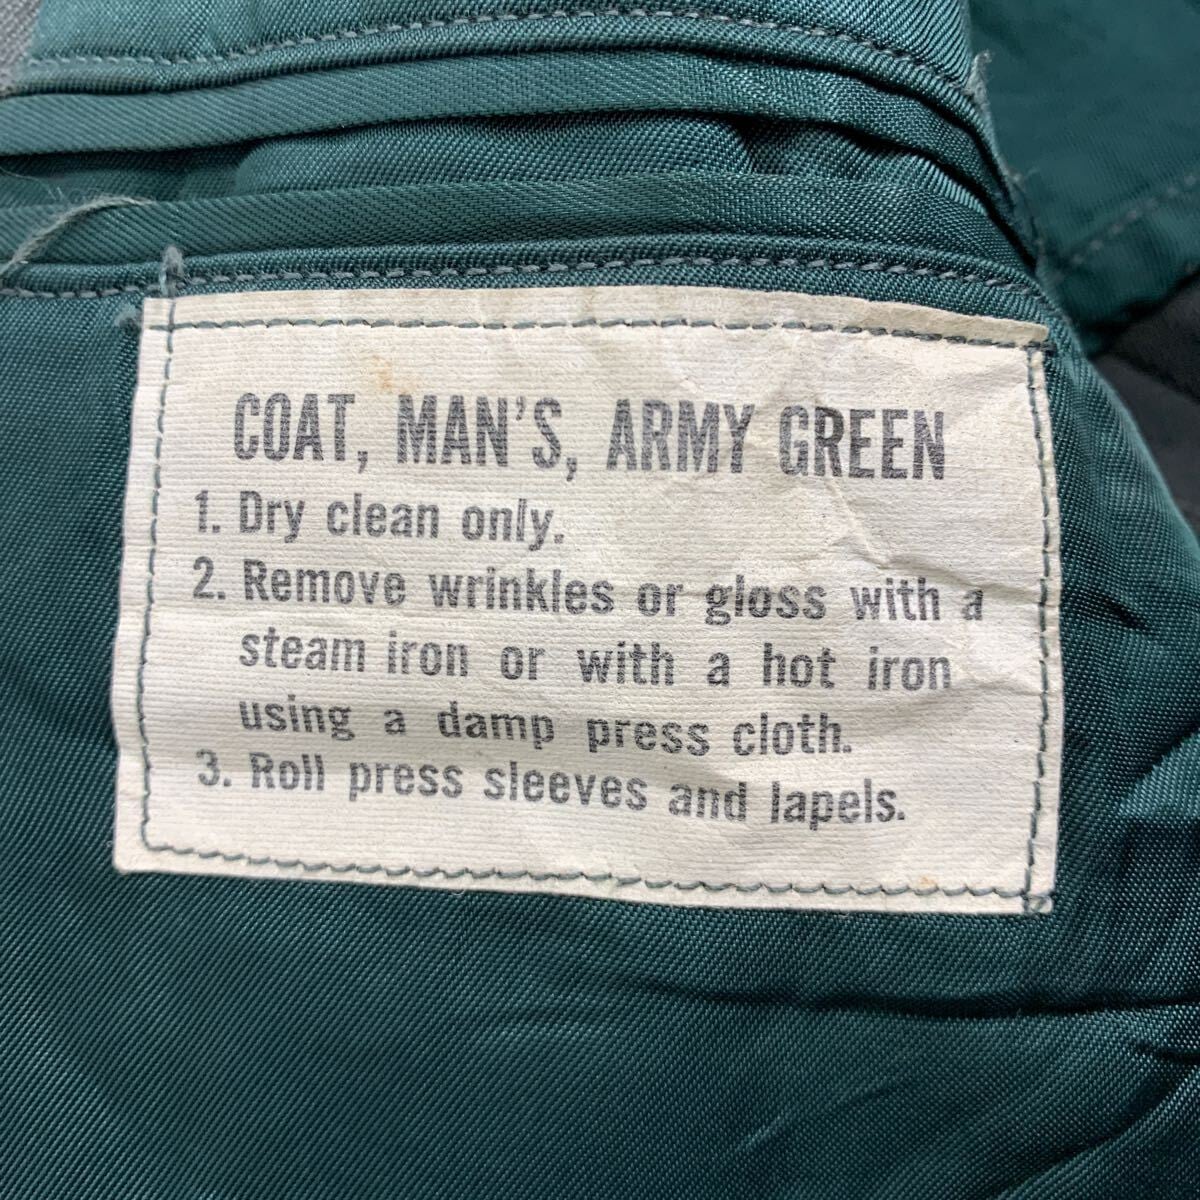 COAT, MAN'S, ARMY GREEN
1. Dry clean only.
2. Remove wrinkles or gloss with a
steam iron or with a hot iron
using a damp press cloth.
3. Roll press sleeves and lapels.